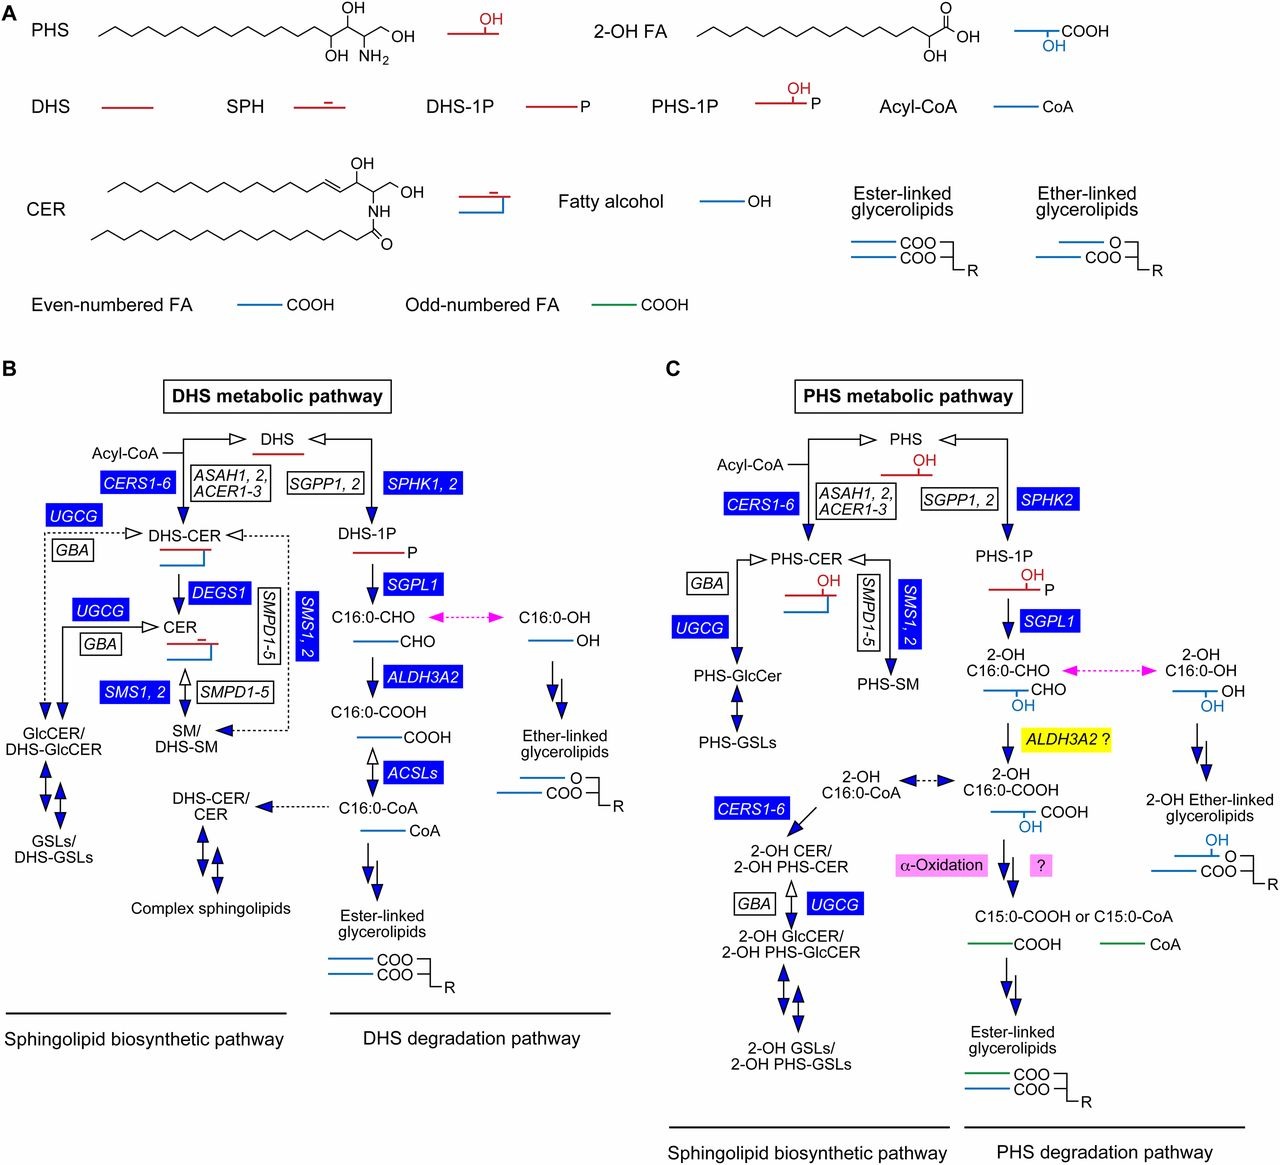 A
PHS
OH
OH
OH
NH2
OH
2-OH FA
O
OH
OH
COOH
OH
DHS
SPH
DHS-1P
P
PHS-1P
OH
P
Acyl-CoA
CoA
CER
OH
OH
NH
O
Fatty alcohol
OH
Ester-linked
glycerolipids
COO
COO
R
Ether-linked
glycerolipids
O
COO
R
Even-numbered FA
COOH
Odd-numbered FA
COOH
B
DHS metabolic pathway
Acyl-CoA
DHS
CERS1-6
ASAH1, 2,
ACER1-3
SGPP1, 2
SPHK1, 2
UGCG
GBA
DHS-CER
DHS-1P
P
DEGS1
SGPL1
UGCG
GBA
CER
SMPD1-5
SMS1, 2
C16:0-CHO
CHO
C16:0-OH
OH
SMS1, 2
SMPD1-5
ALDH3A2
GlcCER/
DHS-GlcCER
SM/
DHS-SM
C16:0-COOH
COOH
Ether-linked
glycerolipids
O
COO
R
ACSLs
GSLs/
DHS-GSLs
DHS-CER/
CER
C16:0-CoA
CoA
Complex sphingolipids
Ester-linked
glycerolipids
COO
COO
R
Sphingolipid biosynthetic pathway
DHS degradation pathway
C
PHS metabolic pathway
Acyl-CoA
PHS
OH
CERS1-6
ASAH1, 2,
ACER1-3
SGPP1, 2
SPHK2
GBA
PHS-CER
OH
PHS-1P
OH
P
UGCG
SMPD1-5
SMS1, 2
SGPL1
PHS-GlcCer
PHS-SM
PHS-GSLs
2-OH
C16:0-CHO
CHO
OH
2-OH
C16:0-OH
OH
OH
ALDH3A2 ?
2-OH
C16:0-CoA
2-OH
C16:0-COOH
COOH
OH
2-OH Ether-linked
glycerolipids
OH
O
COO
R
CERS1-6
2-OH CER/
2-OH PHS-CER
α-Oxidation
?
GBA
UGCG
2-OH GlcCER/
2-OH PHS-GlcCER
C15:0-COOH or C15:0-CoA
COOH
CoA
2-OH GSLs/
2-OH PHS-GSLs
Ester-linked
glycerolipids
COO
COO
R
Sphingolipid biosynthetic pathway
PHS degradation pathway